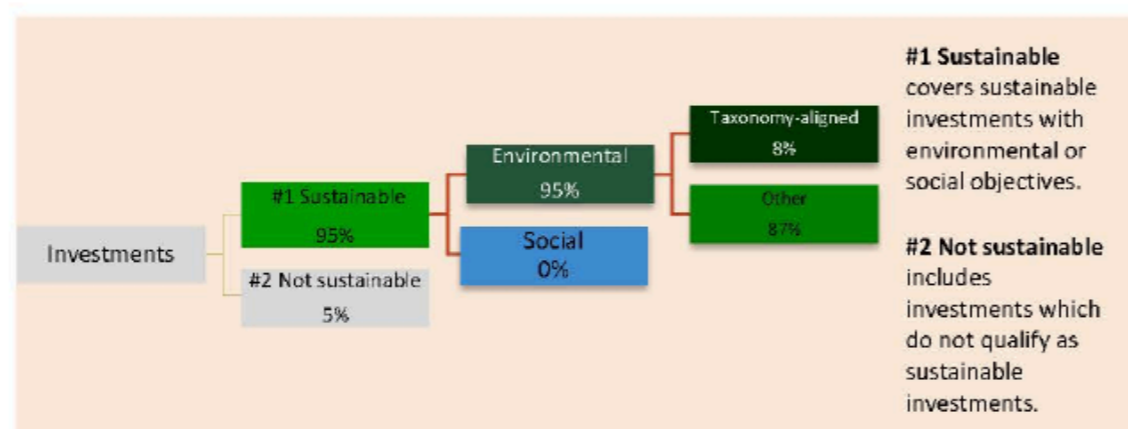 Investments
#1 Sustainable
95%
#2 Not sustainable
5%
Environmental
95%
Social
0%
Taxonomy-aligned
8%
Other
87%
#1 Sustainable
covers sustainable
investments with
environmental or
social objectives.
#2 Not sustainable
includes
investments which
do not qualify as
sustainable
investments.